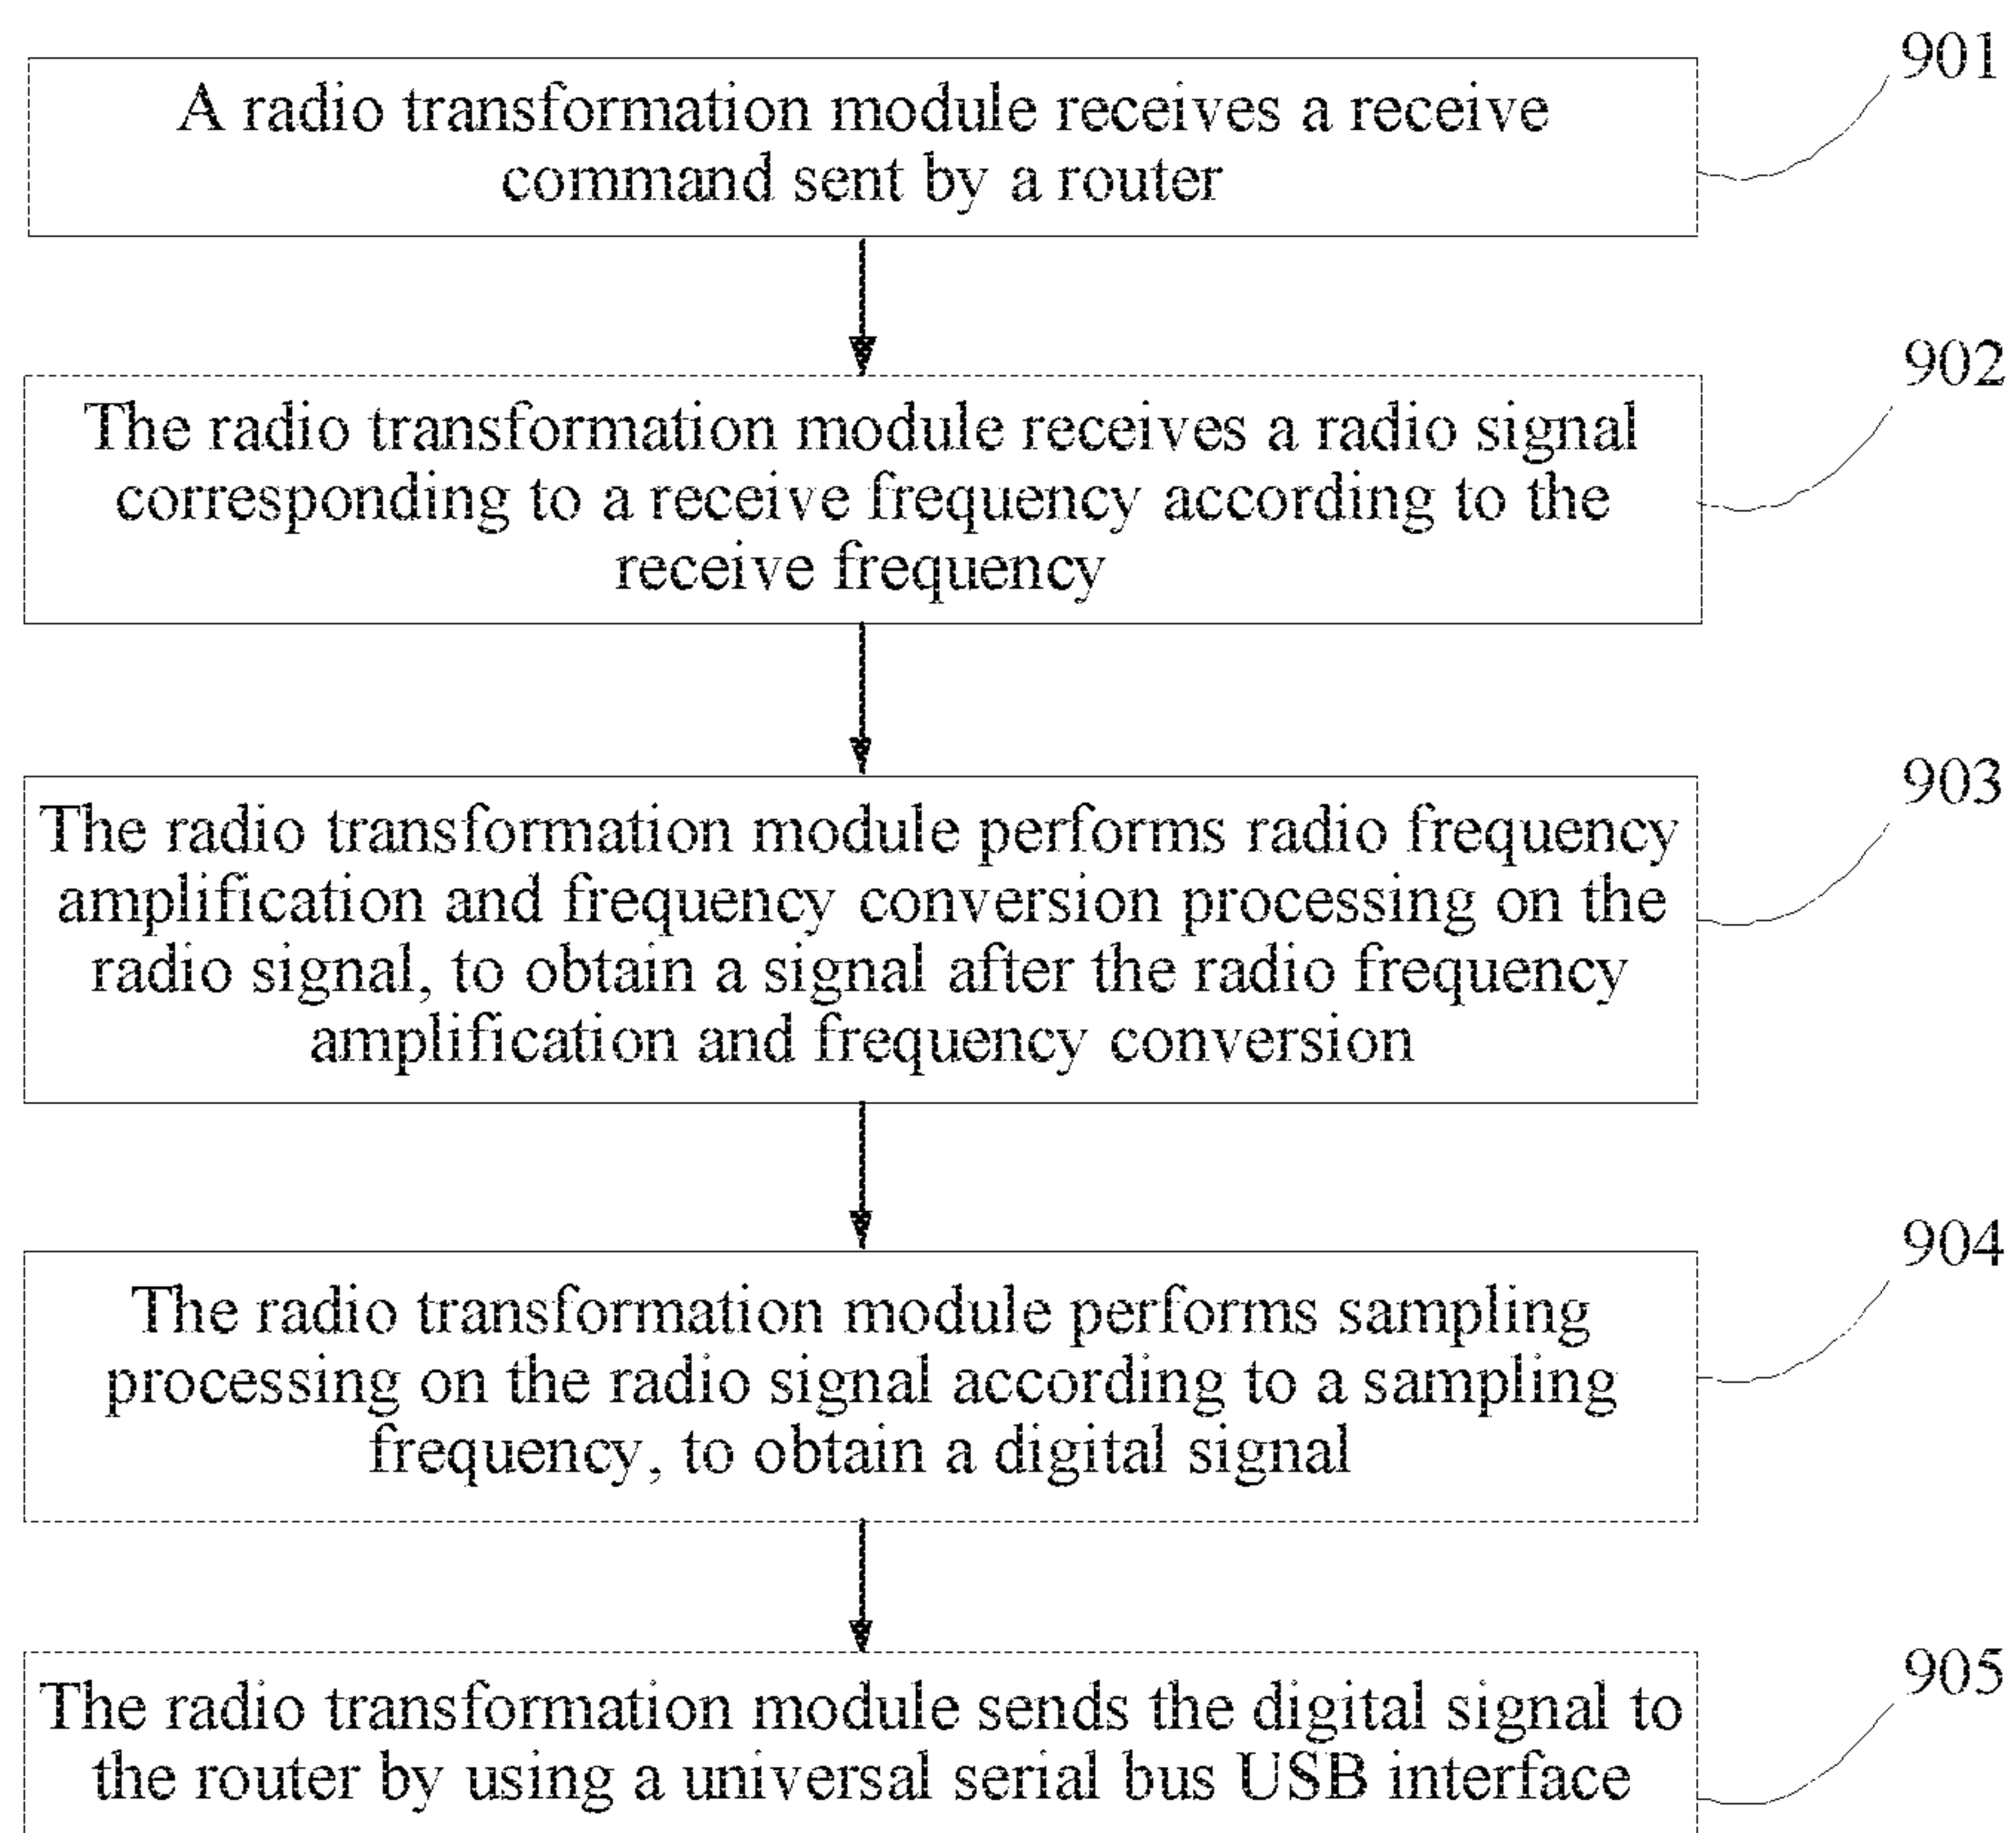 901
A radio transformation module receives a receive
command sent by a router
902
The radio transformation module receives a radio signal
corresponding to a receive frequency according to the
receive frequency
903
The radio transformation module performs radio frequency
amplification and frequency conversion processing on the
radio signal, to obtain a signal after the radio frequency
amplification and frequency conversion
904
The radio transformation module performs sampling
processing on the radio signal according to a sampling
frequency, to obtain a digital signal
905
The radio transformation module sends the digital signal to
the router by using a universal serial bus USB interface